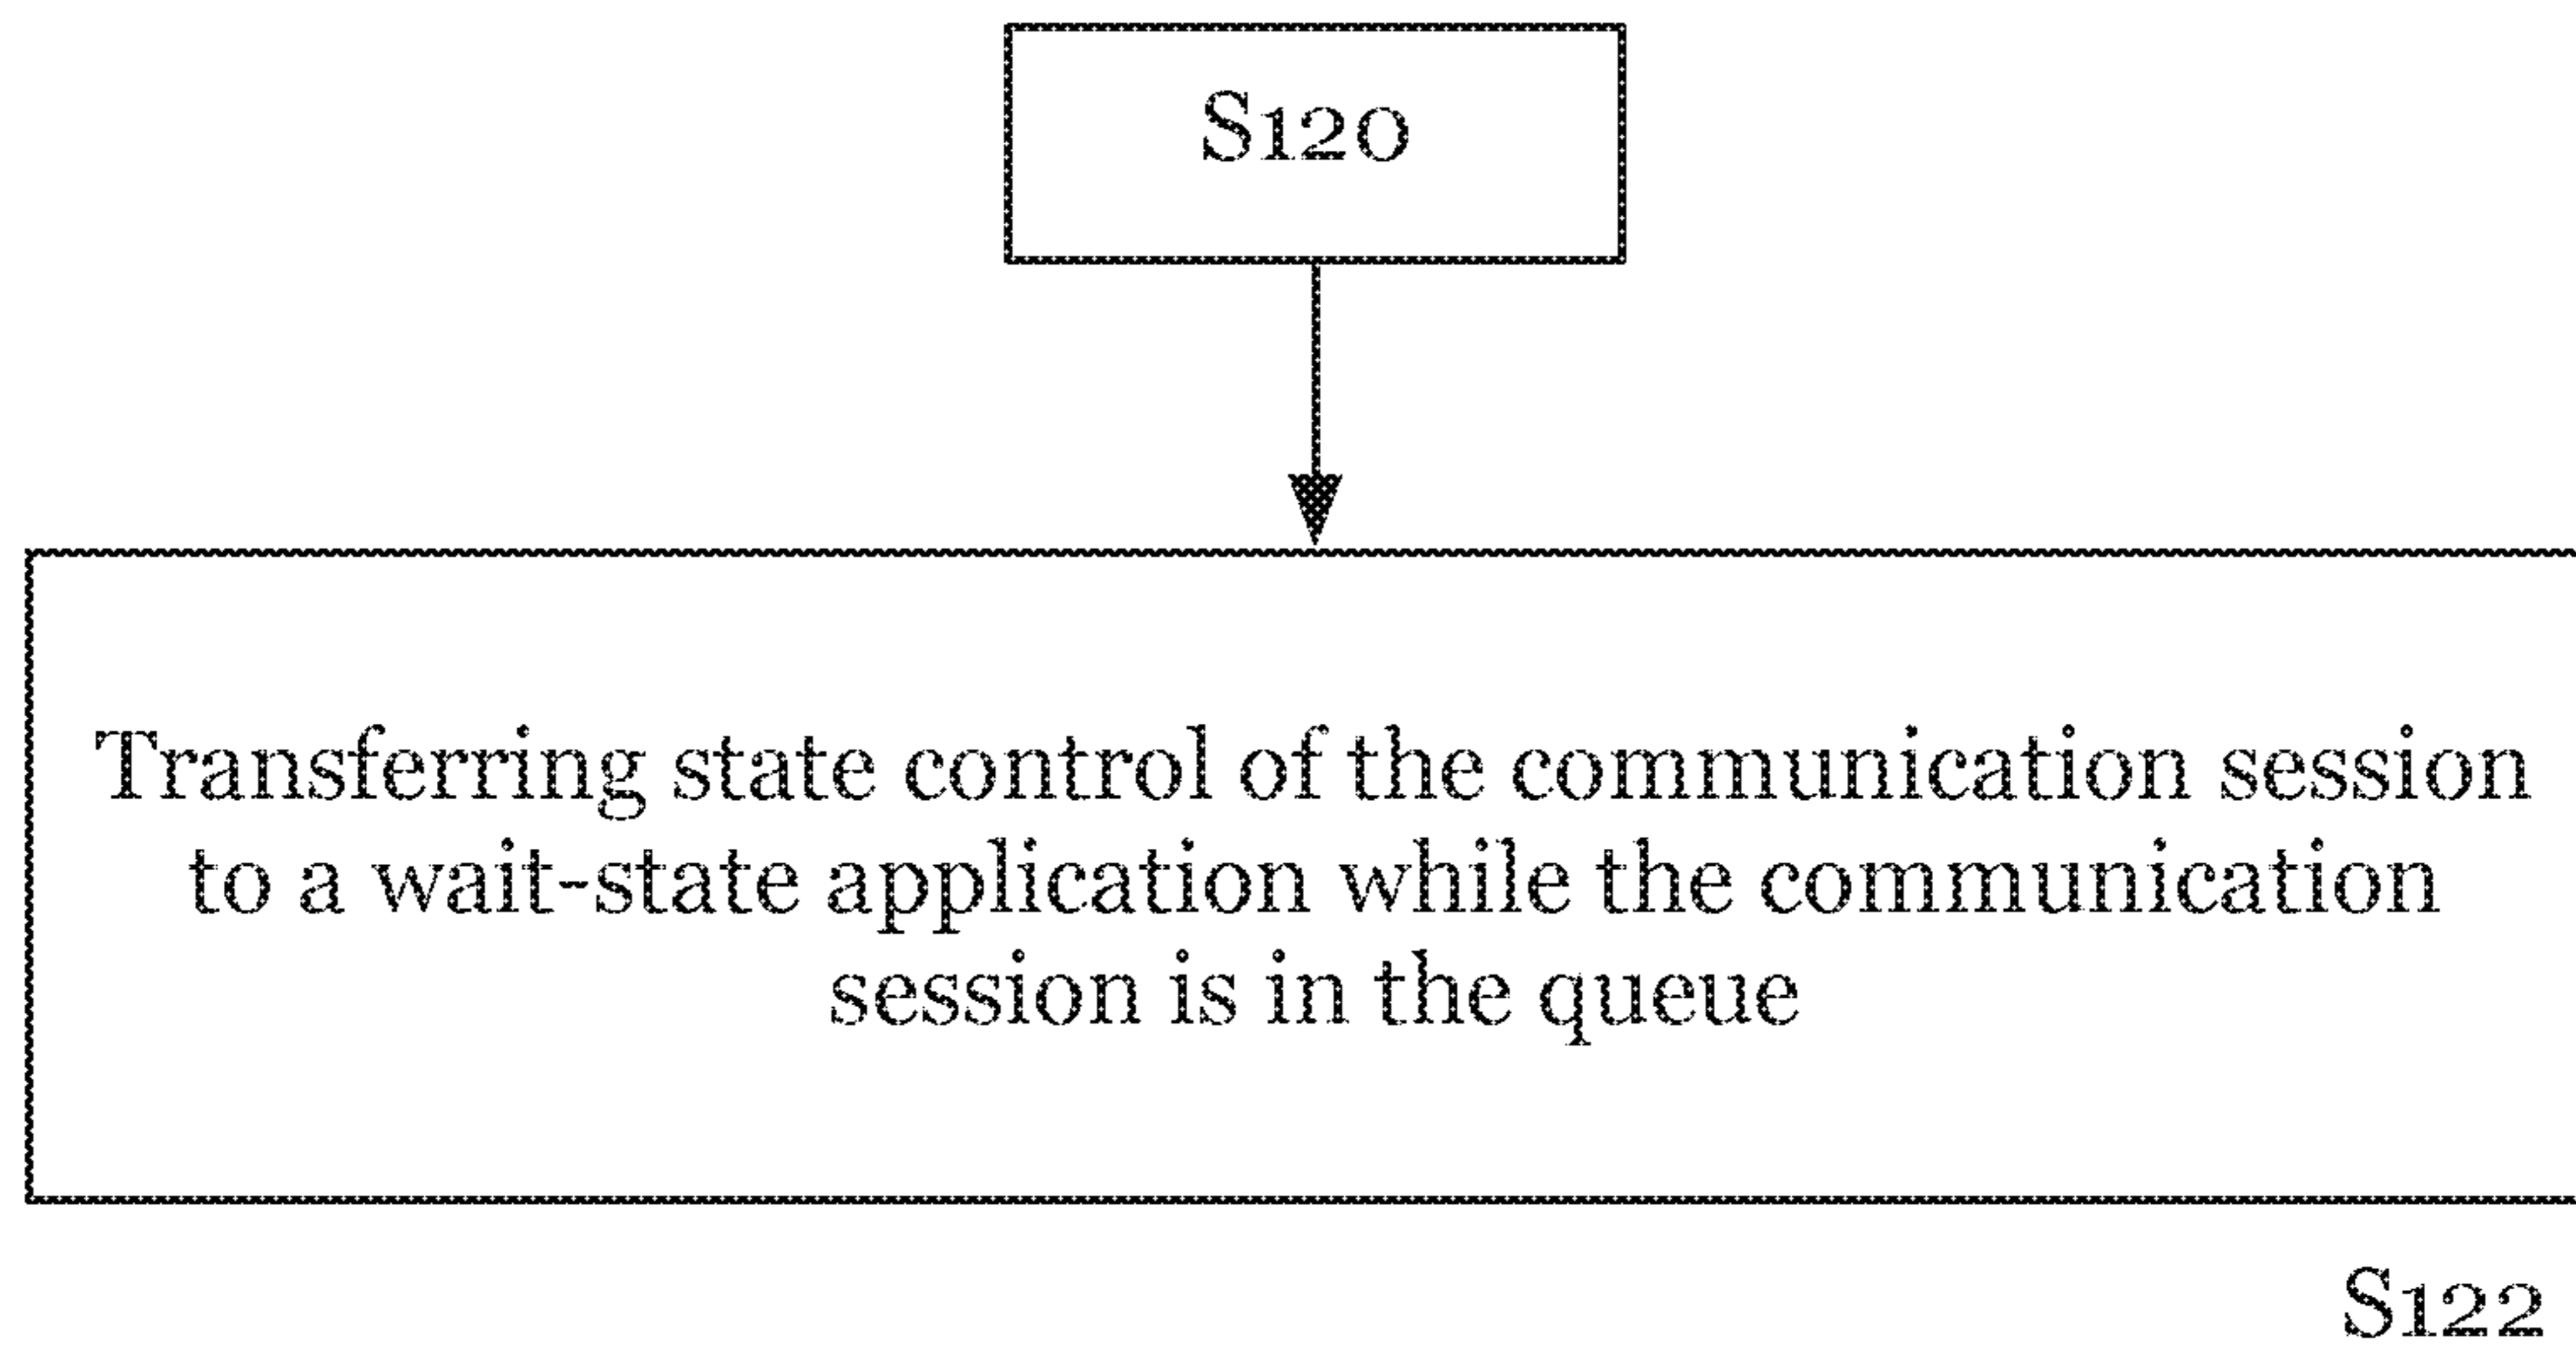 S120
Transferring state control of the communication session
to a wait-state application while the communication
session is in the queue
S122